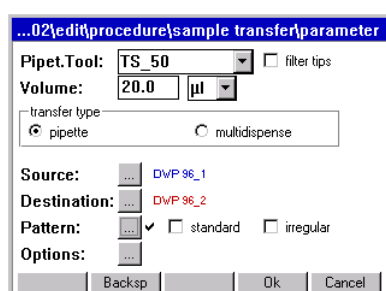 ...02\edit\procedure\sample transfer\parameter
Pipet.Tool: TS_50 filter tips
Volume: 20.0 µl
transfer type
pipette multidispense
Source: ... DWP 96_1
Destination: ... DWP 96_2
Pattern: ... standard irregular
Options: ...
Backsp Ok Cancel